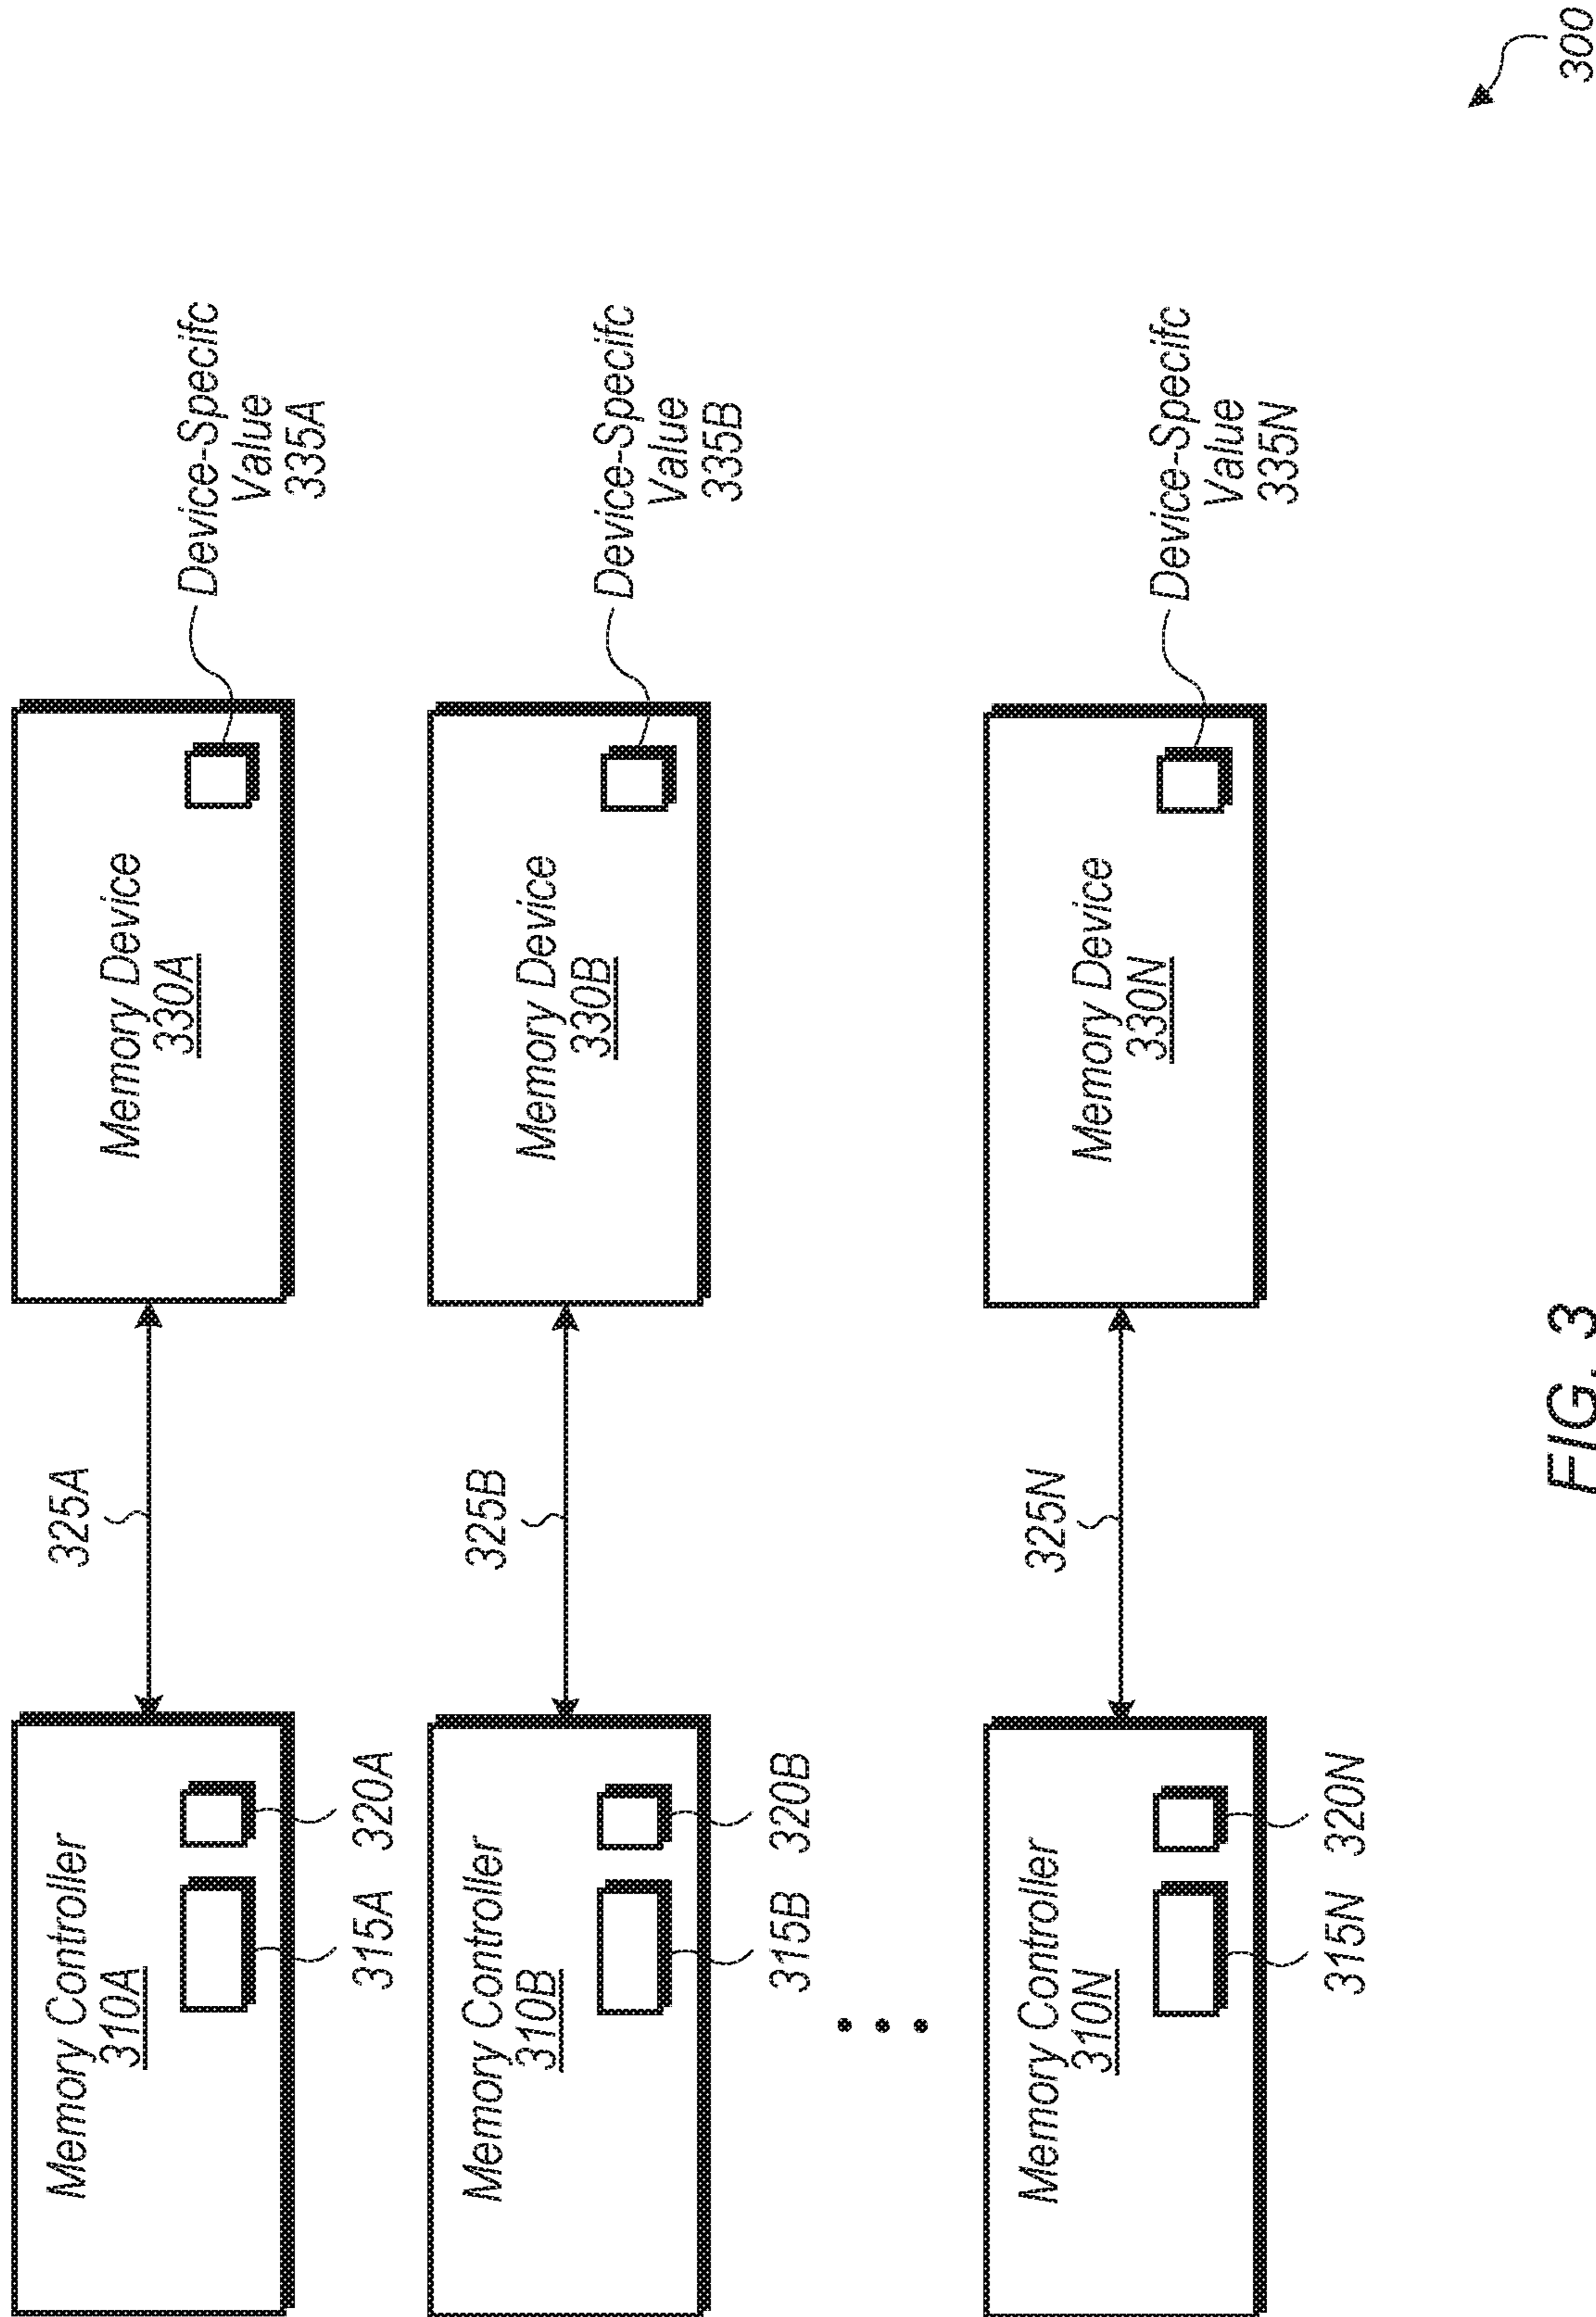 Memory Controller
310A
315A
320A
325A
Memory Device
330A
Device-Specifc
Value
335A
Memory Controller
310B
315B
320B
325B
Memory Device
330B
Device-Specifc
Value
335B
Memory Controller
310N
315N
320N
325N
Memory Device
330N
Device-Specifc
Value
335N
300
FIG. 3